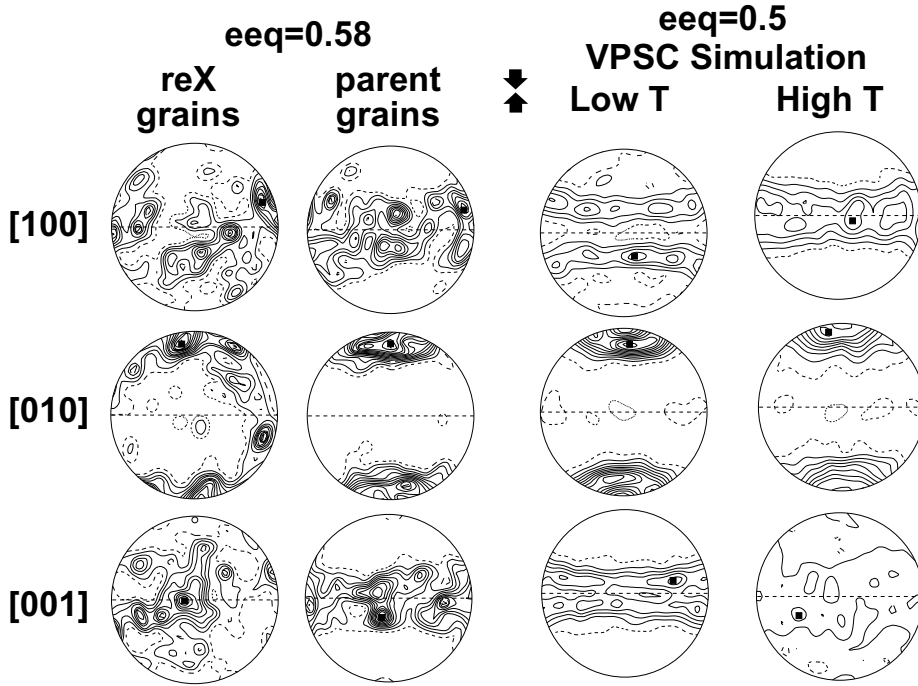 eeq=0.58
eeq=0.5
VPSC Simulation
reX
grains
parent
grains
Low T
High T
[100]
[010]
[001]